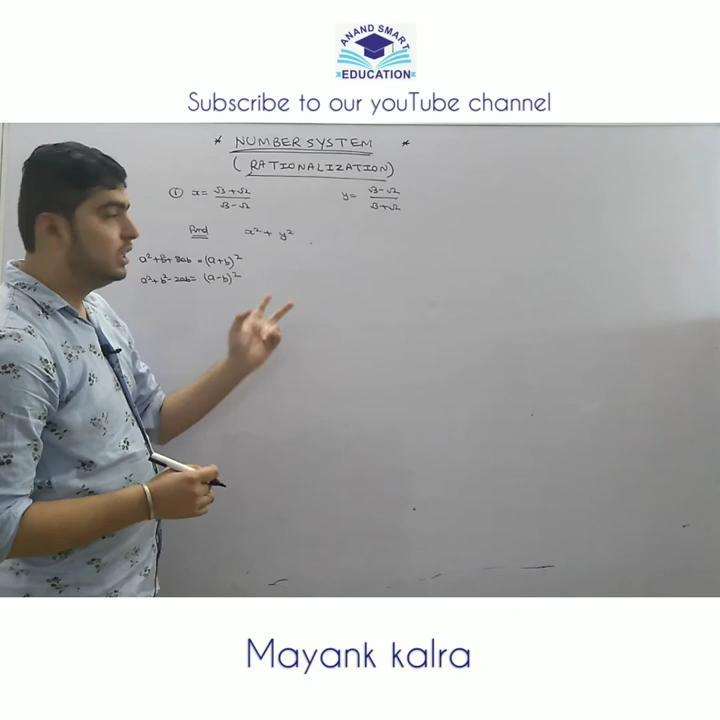 ANAND SMART
EDUCATION
Subscribe to our youTube channel
* NUMBER SYSTEM *
(RATIONALIZATION)
① x = √3+√2 / √3-√2 y = √3-√2 / √3+√2
Find x² + y²
a² + b² + 2ab = (a+b)²
a² + b² - 2ab = (a-b)²
Mayank kalra